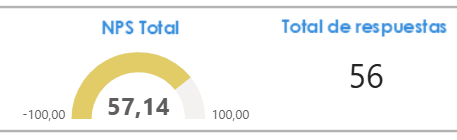 NPS Total
Total de respuestas
56
57,14
-100,00
100,00